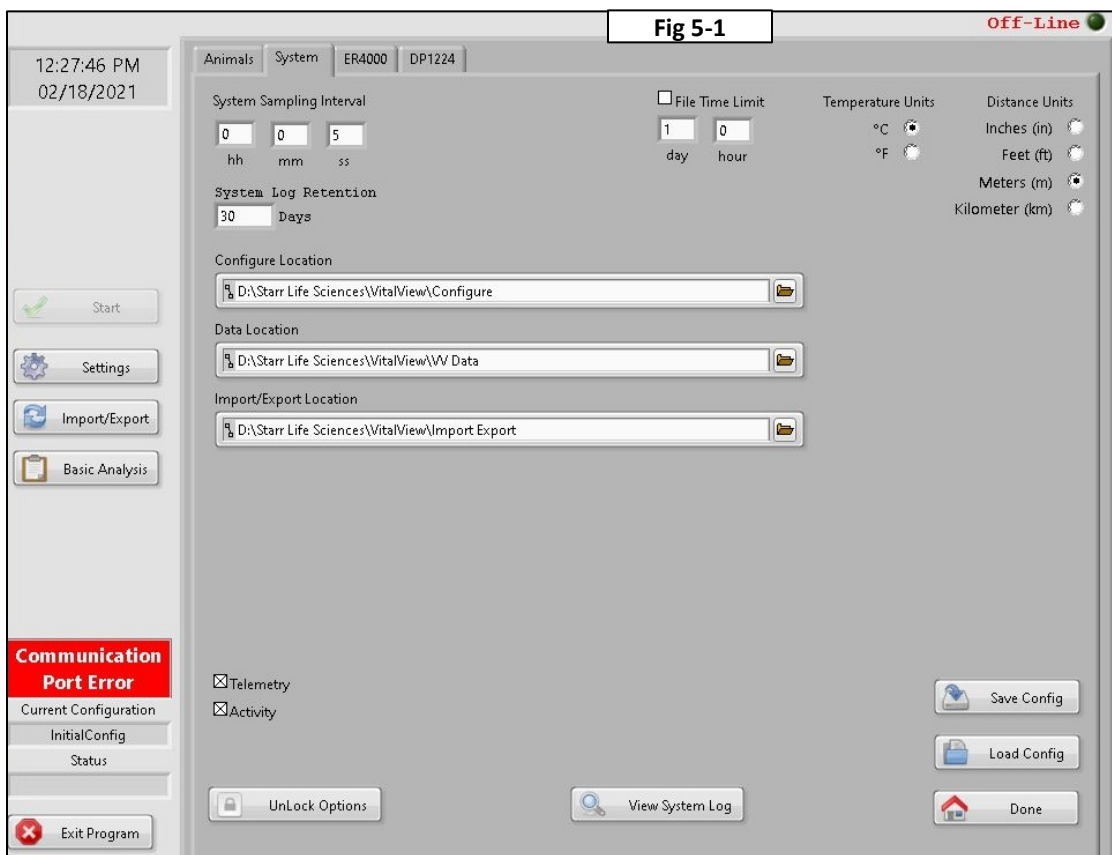 Fig 5-1
Off-Line
12:27:46 PM
02/18/2021
Animals System ER4000 DP1224
System Sampling Interval
0 0 5
hh mm ss
File Time Limit
1 0
day hour
Temperature Units
°C
°F
Distance Units
Inches (in)
Feet (ft)
Meters (m)
Kilometer (km)
System Log Retention
30 Days
Configure Location
D:\Starr Life Sciences\VitalView\Configure
Data Location
D:\Starr Life Sciences\VitalView\VV Data
Import/Export Location
D:\Starr Life Sciences\VitalView\Import Export
Start
Settings
Import/Export
Basic Analysis
Communication
Port Error
Current Configuration
InitialConfig
Status
Exit Program
Telemetry
Activity
UnLock Options
View System Log
Save Config
Load Config
Done